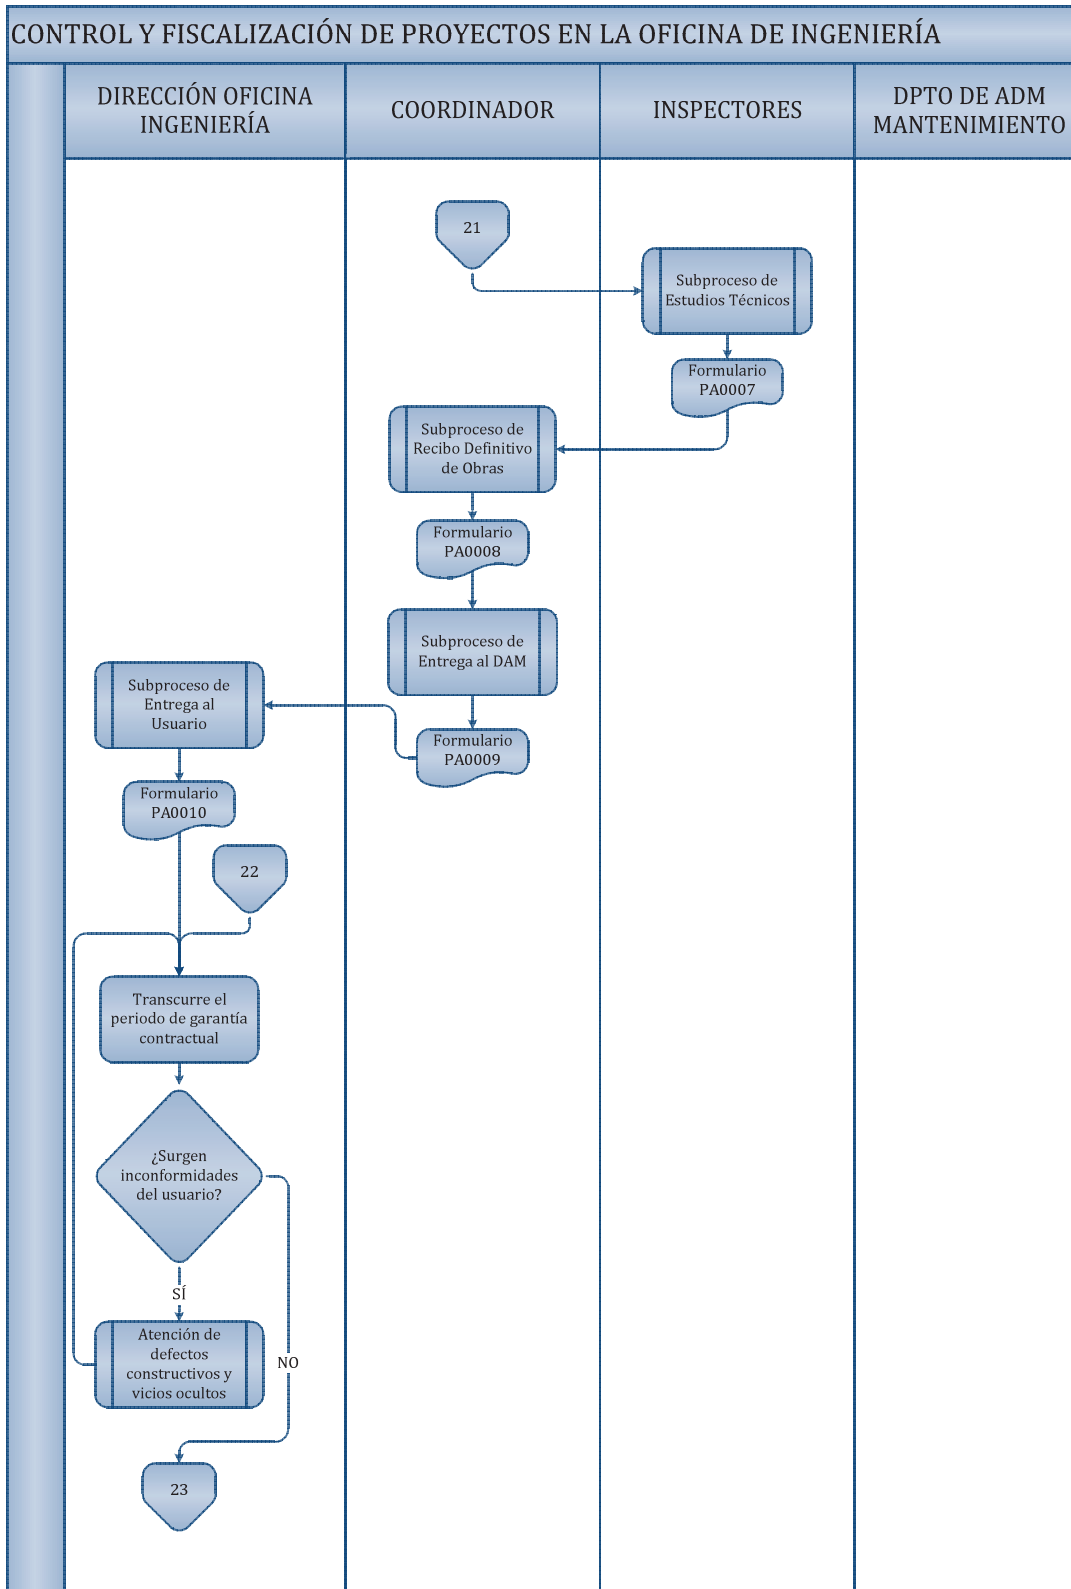 CONTROL Y FISCALIZACIÓN DE PROYECTOS EN LA OFICINA DE INGENIERÍA
DIRECCIÓN OFICINA
INGENIERÍA
COORDINADOR
INSPECTORES
DPTO DE ADM
MANTENIMIENTO
21
Subproceso de
Estudios Técnicos
Formulario
PA0007
Subproceso de
Recibo Definitivo
de Obras
Formulario
PA0008
Subproceso de
Entrega al DAM
Formulario
PA0009
Subproceso de
Entrega al
Usuario
Formulario
PA0010
22
Transcurre el
periodo de garantía
contractual
¿Surgen
inconformidades
del usuario?
SÍ
Atención de
defectos
constructivos y
vicios ocultos
NO
23